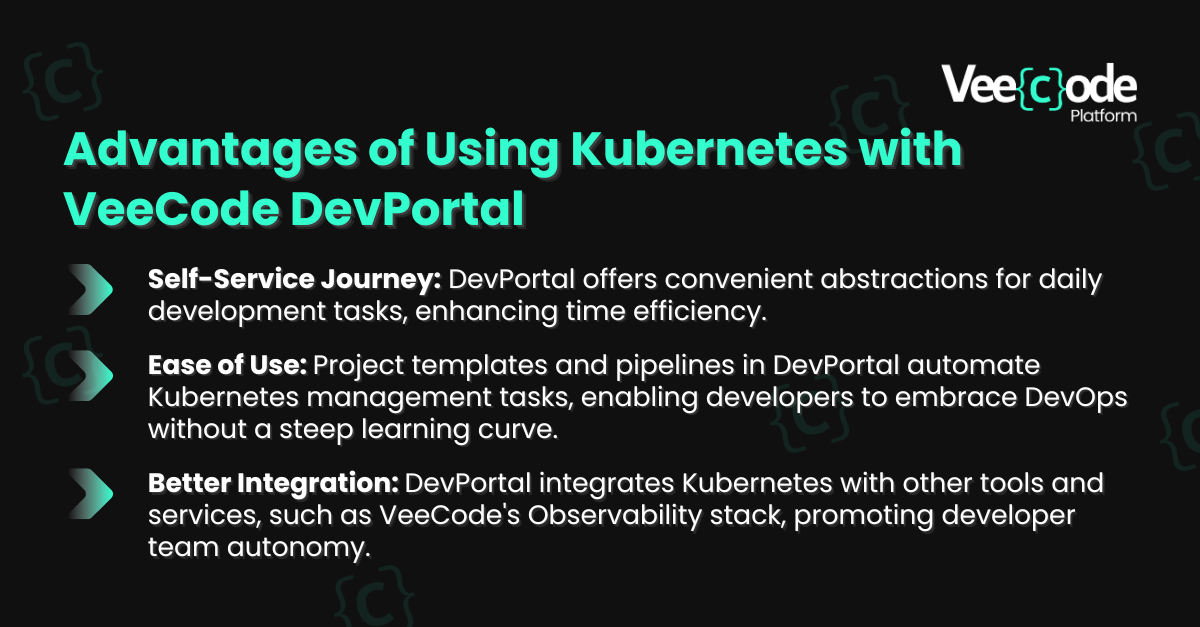 Vee{C}ode
Platform
Advantages of Using Kubernetes with
VeeCode DevPortal
Self-Service Journey: DevPortal offers convenient abstractions for daily
development tasks, enhancing time efficiency.
Ease of Use: Project templates and pipelines in DevPortal automate
Kubernetes management tasks, enabling developers to embrace DevOps
without a steep learning curve.
Better Integration: DevPortal integrates Kubernetes with other tools and
services, such as VeeCode's Observability stack, promoting developer
team autonomy.
{C}
{C}
{C}
{C}
{C}
{C}
{C}